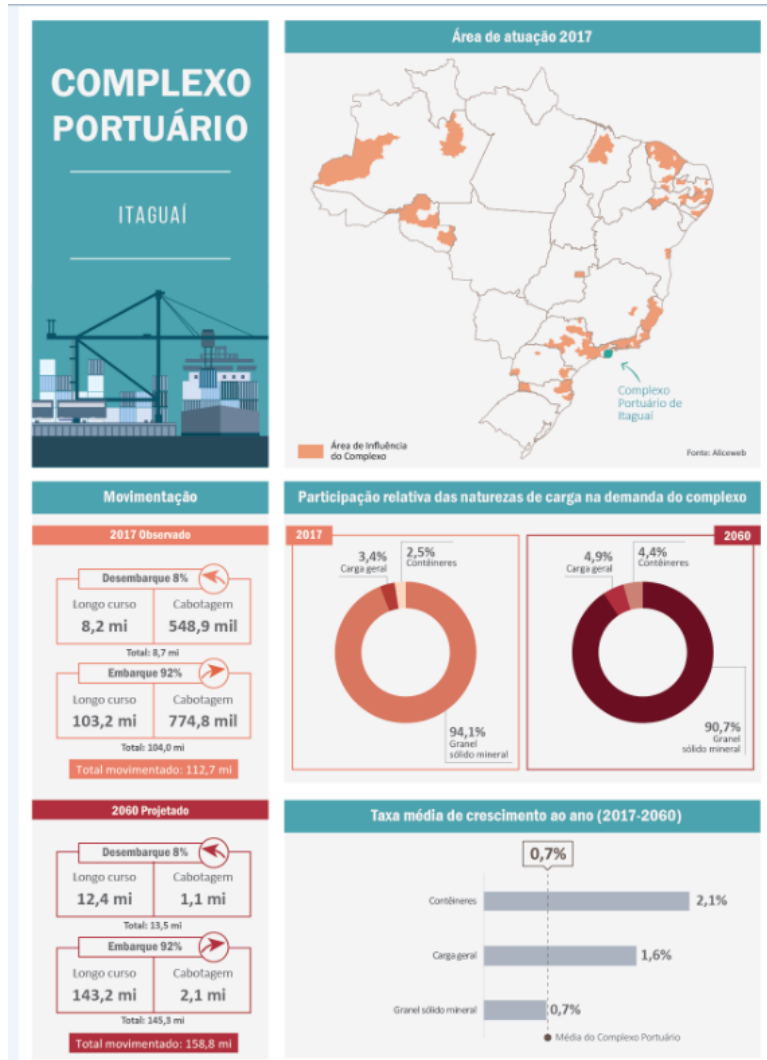 COMPLEXO
PORTUÁRIO
ITAGUAÍ
Área de atuação 2017
Complexo
Portuário de
Itaguaí
Área de Influência
do Complexo
Fonte: Aliceweb
Movimentação
2017 Observado
Desembarque 8%
Longo curso
8,2 mi
Cabotagem
548,9 mil
Total: 8,7 mi
Embarque 92%
Longo curso
103,2 mi
Cabotagem
774,8 mil
Total: 104,0 mi
Total movimentado: 112,7 mi
2060 Projetado
Desembarque 8%
Longo curso
12,4 mi
Cabotagem
1,1 mi
Total: 13,5 mi
Embarque 92%
Longo curso
143,2 mi
Cabotagem
2,1 mi
Total: 145,3 mi
Total movimentado: 158,8 mi
Participação relativa das naturezas de carga na demanda do complexo
2017
3,4%
Carga geral
2,5%
Contêineres
94,1%
Granel
sólido mineral
2060
4,9%
Carga geral
4,4%
Contêineres
90,7%
Granel
sólido mineral
Taxa média de crescimento ao ano (2017-2060)
0,7%
Contêineres
2,1%
Carga geral
1,6%
Granel sólido mineral
0,7%
Média do Complexo Portuário